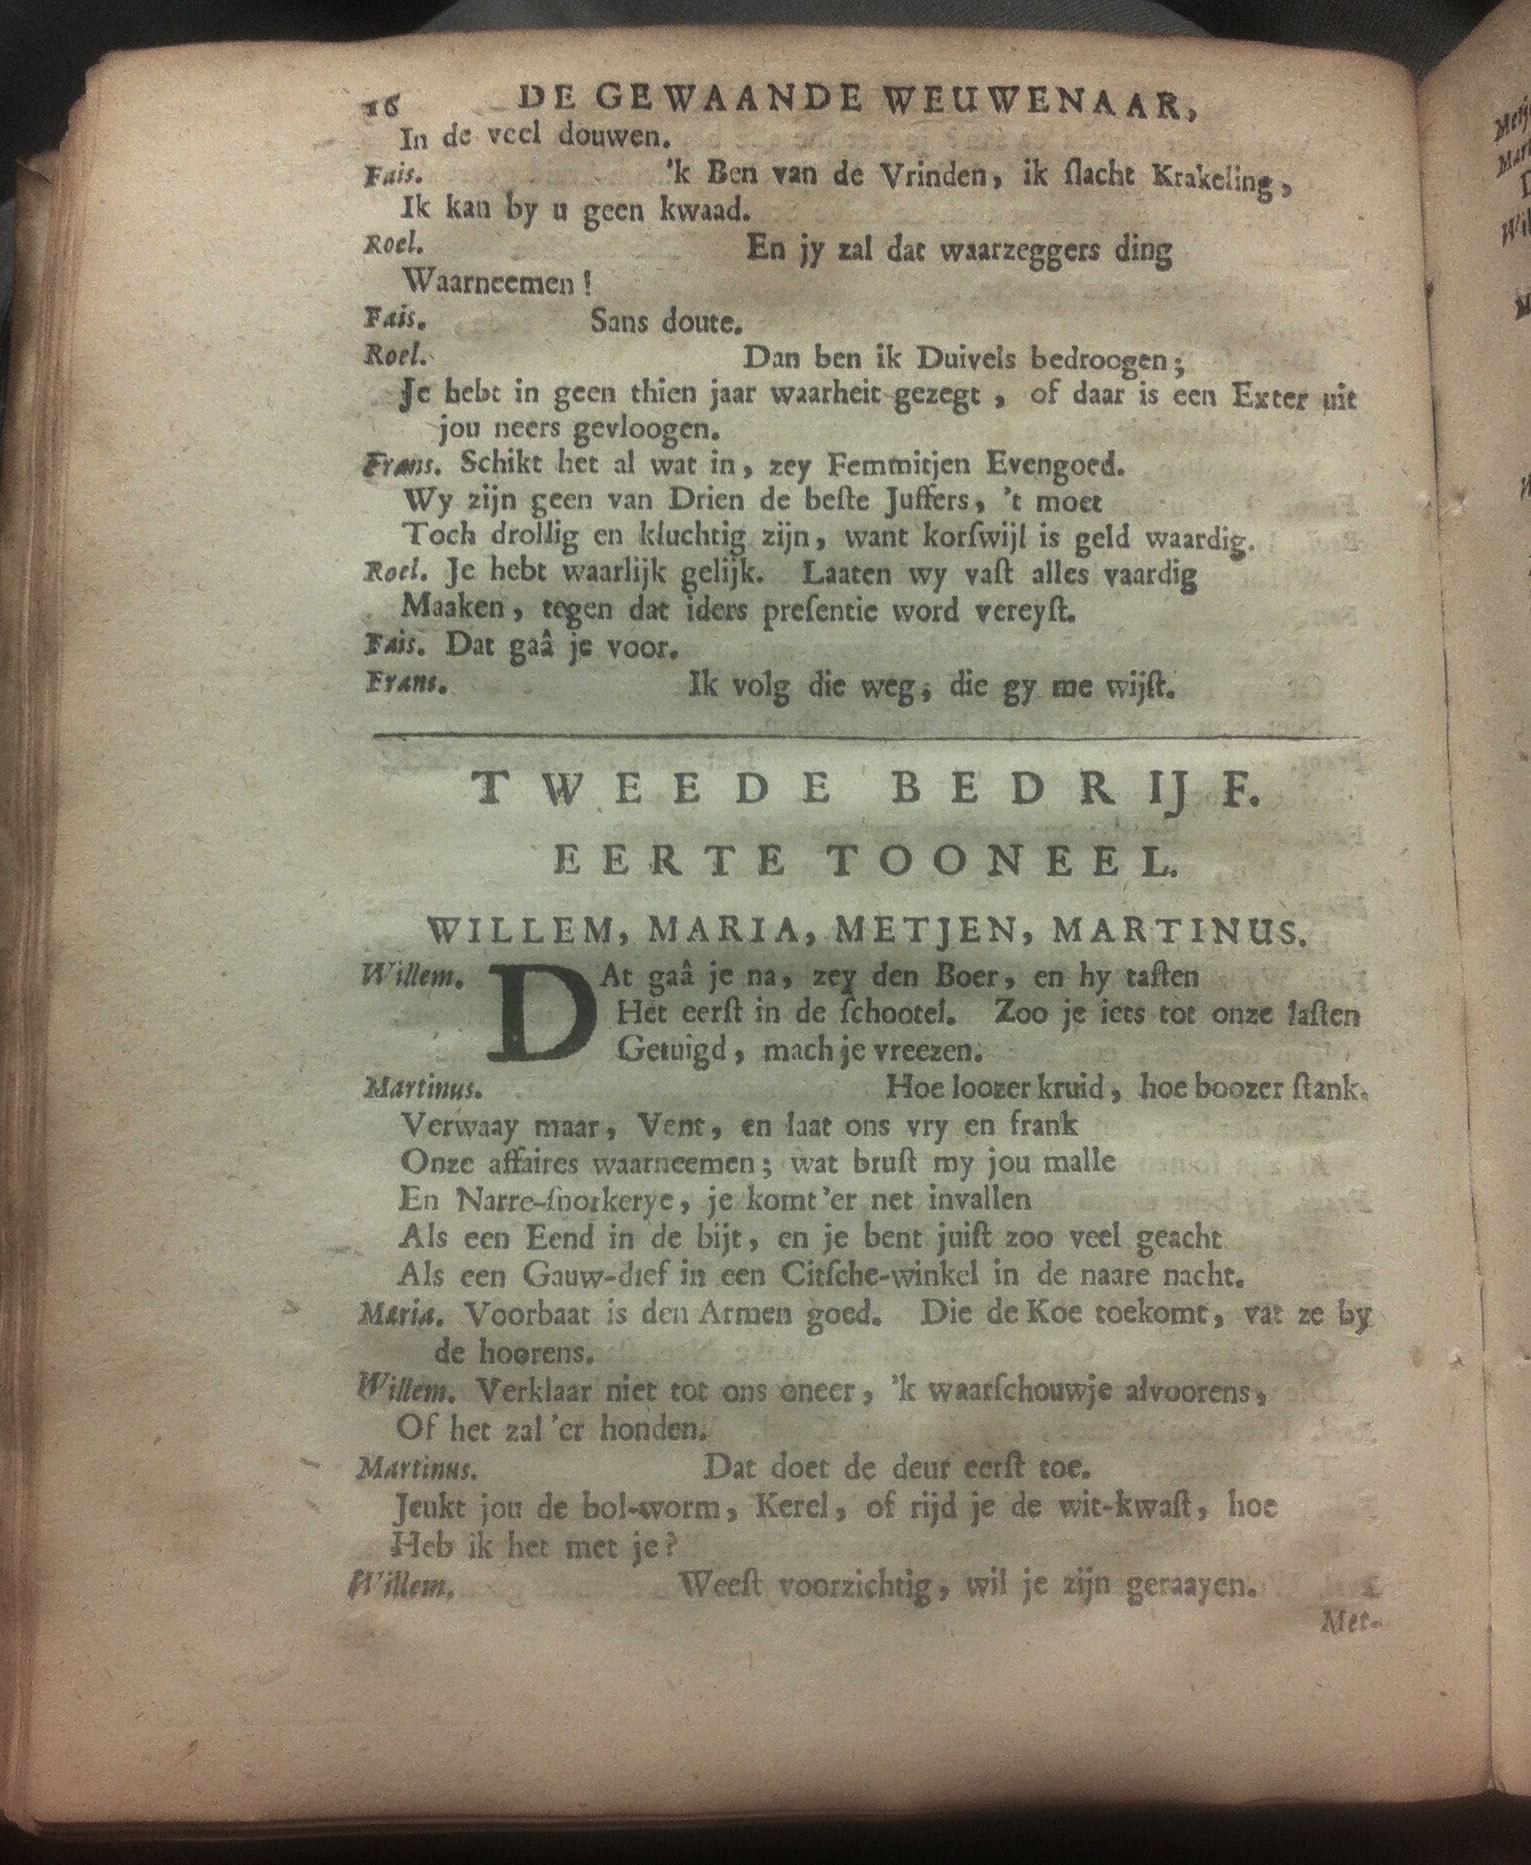 16 DE GEWAANDE WEUWENAAR,
In de veel douwen.
Fais. 'k Ben van de Vrinden, ik ſlacht Krakeling,
Ik kan by u geen kwaad.
Roel. En jy zal dat waarzeggers ding
Waarneemen!
Fais. Sans doute.
Roel. Dan ben ik Duivels bedroogen;
Je hebt in geen thien jaar waarheit gezegt, of daar is een Exter uit
jou neers gevloogen.
Frans. Schikt het al wat in, zey Femmitjen Evengoed.
Wy zijn geen van Drien de beſte Juffers, 't moet
Toch drollig en kluchtig zijn, want korſwijl is geld waardig.
Roel. Je hebt waarlijk gelijk. Laaten wy vaſt alles vaardig
Maaken, tegen dat iders preſentie word vereyſt.
Fais. Dat gaâ je voor.
Frans. Ik volg die weg, die gy me wijſt.
TWEEDE BEDRIJF.
EERTE TOONEEL.
WILLEM, MARIA, METJEN, MARTINUS.
Willem. DAt gaâ je na, zey den Boer, en hy taſten
Het eerſt in de ſchootel. Zoo je iets tot onze laſten
Getuigd, mach je vreezen.
Martinus. Hoe loozer kruid, hoe boozer ſtank.
Verwaay maar, Vent, en laat ons vry en frank
Onze affaires waarneemen; wat bruſt my jou malle
En Narre-ſnorkerye, je komt 'er net invallen
Als een Eend in de bijt, en je bent juiſt zoo veel geacht
Als een Gauw-dief in een Citſche-winkel in de naare nacht.
Maria. Voorbaat is den Armen goed. Die de Koe toekomt, vat ze by
de hoorens.
Willem. Verklaar niet tot ons oneer, 'k waarſchouwje alvoorens,
Of het zal 'er honden.
Martinus. Dat doet de deur eerſt toe.
Jeukt jou de bol-worm, Kerel, of rijd je de wit-kwaſt, hoe
Heb ik het met je?
Willem. Weeſt voorzichtig, wil je zijn geraayen.
Met-